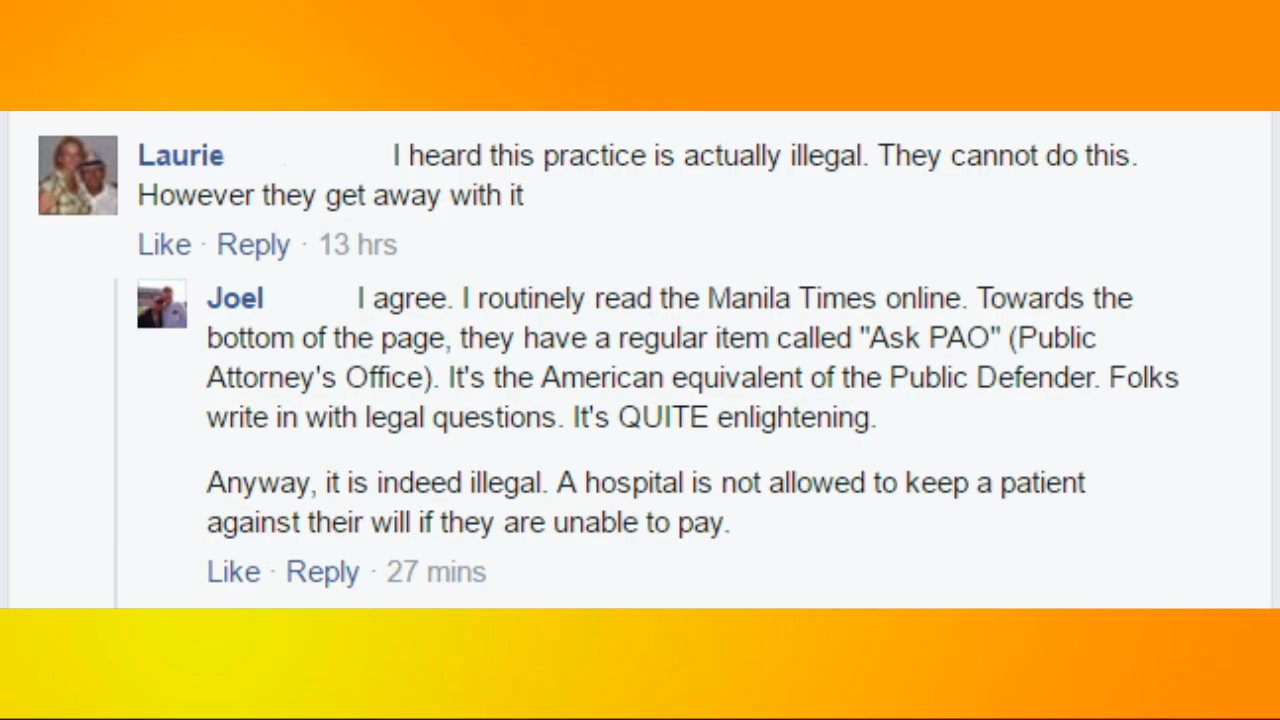 Laurie I heard this practice is actually illegal. They cannot do this.
However they get away with it
Like · Reply · 13 hrs
Joel I agree. I routinely read the Manila Times online. Towards the
bottom of the page, they have a regular item called "Ask PAO" (Public
Attorney's Office). It's the American equivalent of the Public Defender. Folks
write in with legal questions. It's QUITE enlightening.
Anyway, it is indeed illegal. A hospital is not allowed to keep a patient
against their will if they are unable to pay.
Like · Reply · 27 mins